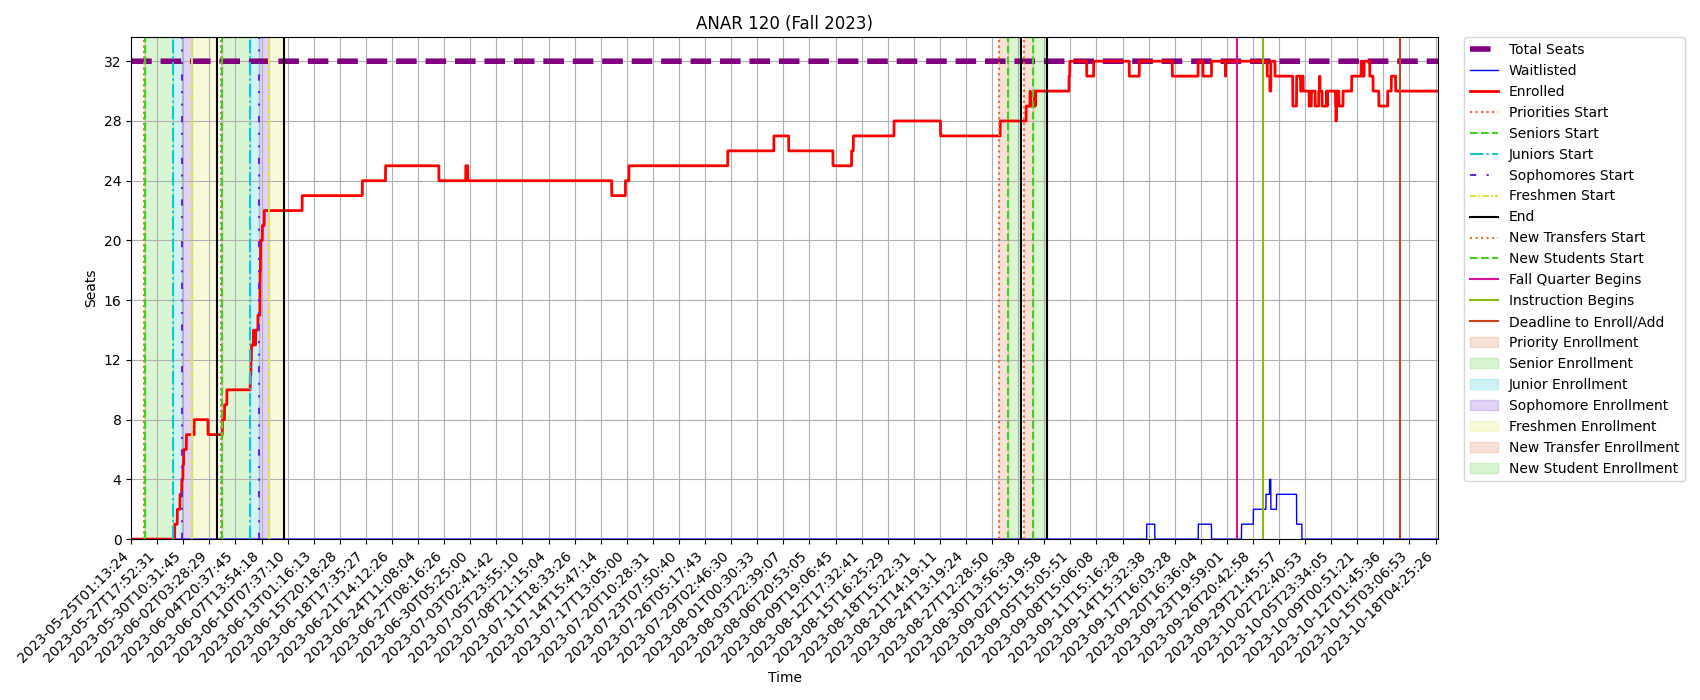 ANAR 120 (Fall 2023)
Seats
32
28
24
20
16
12
8
4
0
2023-05-25T01:13:24
2023-05-27T17:52:31
2023-05-30T10:31:45
2023-06-02T03:28:29
2023-06-04T20:37:45
2023-06-07T13:54:18
2023-06-10T07:37:10
2023-06-13T01:16:13
2023-06-15T20:18:28
2023-06-18T17:35:27
2023-06-21T14:12:26
2023-06-24T11:08:04
2023-06-27T08:16:26
2023-06-30T05:25:00
2023-07-03T02:41:42
2023-07-05T23:55:10
2023-07-08T21:15:04
2023-07-11T18:33:26
2023-07-14T15:47:14
2023-07-17T13:05:00
2023-07-20T10:28:31
2023-07-23T07:50:40
2023-07-26T05:17:43
2023-07-29T02:46:30
2023-08-01T00:30:33
2023-08-03T22:39:07
2023-08-06T20:53:05
2023-08-09T19:06:45
2023-08-12T17:32:41
2023-08-15T16:25:29
2023-08-18T15:22:31
2023-08-21T14:19:11
2023-08-24T13:19:24
2023-08-27T12:28:50
2023-08-30T13:56:38
2023-09-02T15:19:58
2023-09-05T15:05:51
2023-09-08T15:06:08
2023-09-11T15:16:28
2023-09-14T15:32:38
2023-09-17T16:03:28
2023-09-20T16:36:04
2023-09-23T19:59:01
2023-09-26T20:42:58
2023-09-29T21:45:57
2023-10-02T22:40:53
2023-10-05T23:34:05
2023-10-09T00:51:21
2023-10-12T01:45:36
2023-10-15T03:06:53
2023-10-18T04:25:26
Time
Total Seats
Waitlisted
Enrolled
Priorities Start
Seniors Start
Juniors Start
Sophomores Start
Freshmen Start
End
New Transfers Start
New Students Start
Fall Quarter Begins
Instruction Begins
Deadline to Enroll/Add
Priority Enrollment
Senior Enrollment
Junior Enrollment
Sophomore Enrollment
Freshmen Enrollment
New Transfer Enrollment
New Student Enrollment